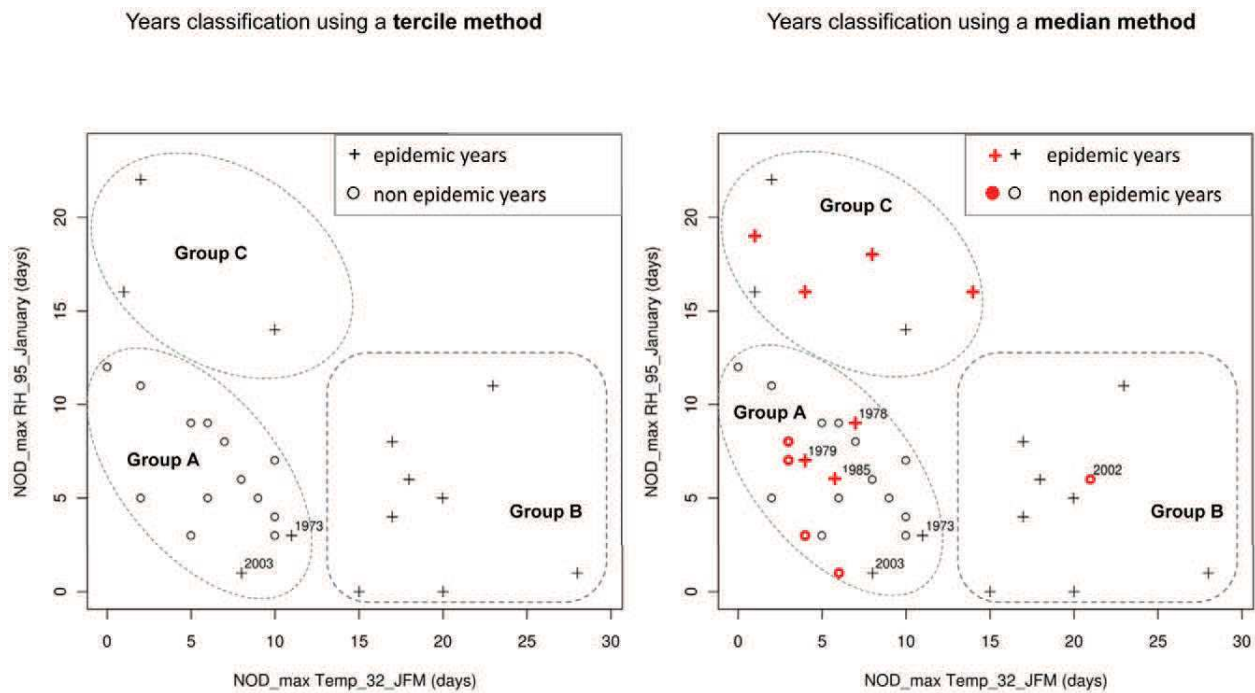 Years classification using a tercile method
+ epidemic years
o non epidemic years
Group C
Group A
Group B
1973
2003
NOD_max RH_95_January (days)
0
5
10
15
20
0 5 10 15 20 25 30
NOD_max Temp_32_JFM (days)
Years classification using a median method
+ + epidemic years
non epidemic years
Group C
Group A
1978
1979
1985
2002
Group B
1973
2003
NOD_max RH_95_January (days)
0
5
10
15
20
0 5 10 15 20 25 30
NOD_max Temp_32_JFM (days)